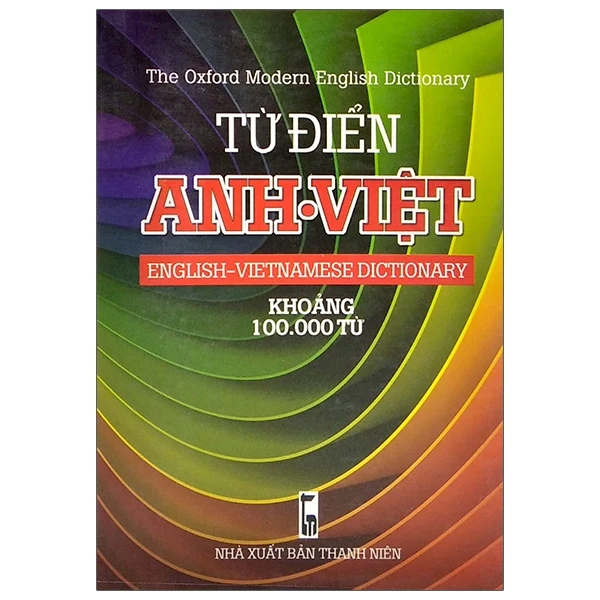 The Oxford Modern English Dictionary
TỪ ĐIỂN
ANH·VIỆT
ENGLISH-VIETNAMESE DICTIONARY
KHOẢNG
100.000 TỪ
NHÀ XUẤT BẢN THANH NIÊN